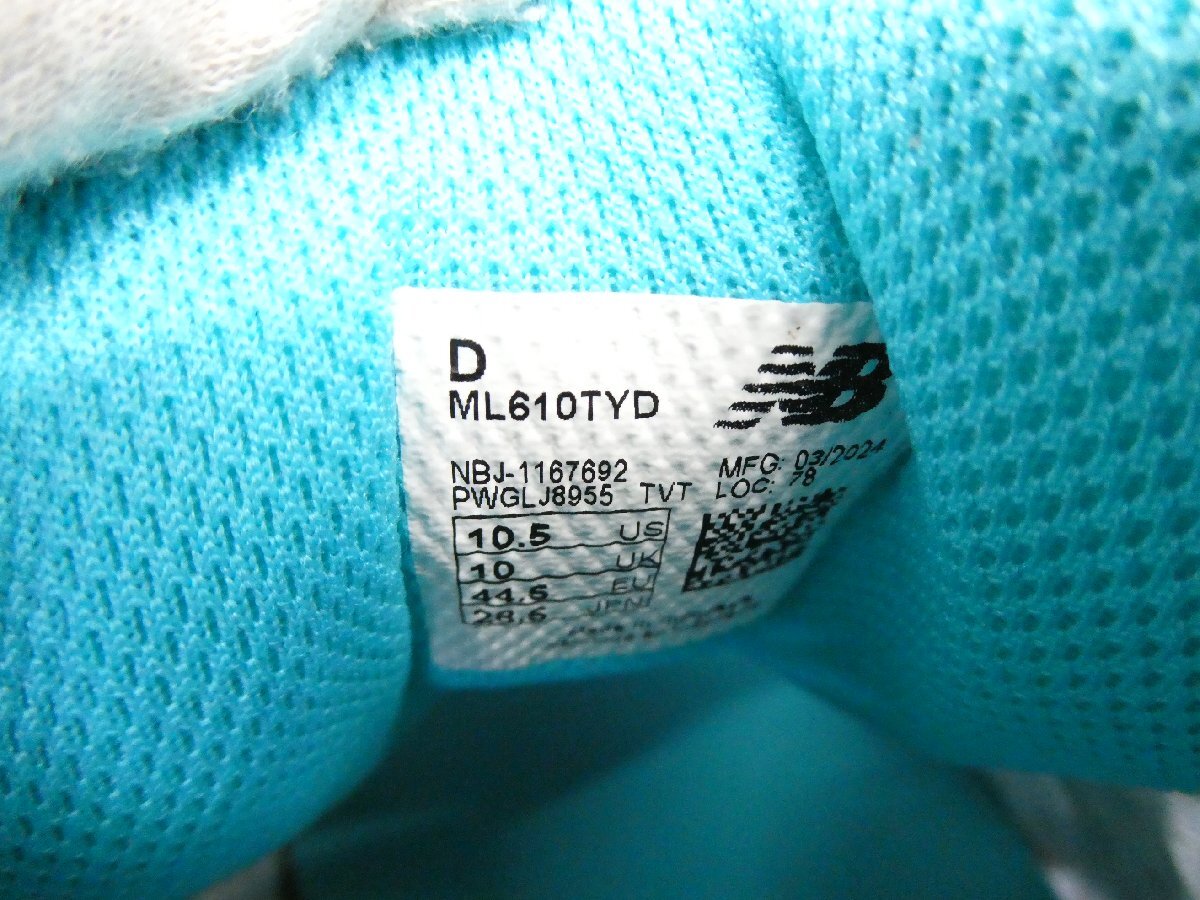 D
ML610TYD
NB
NBJ-1167692
PWGLJ8955 TVT
MFG: 03/2024
LOC: 78
10.5 US
10 UK
44.5 EU
28.5 JPN